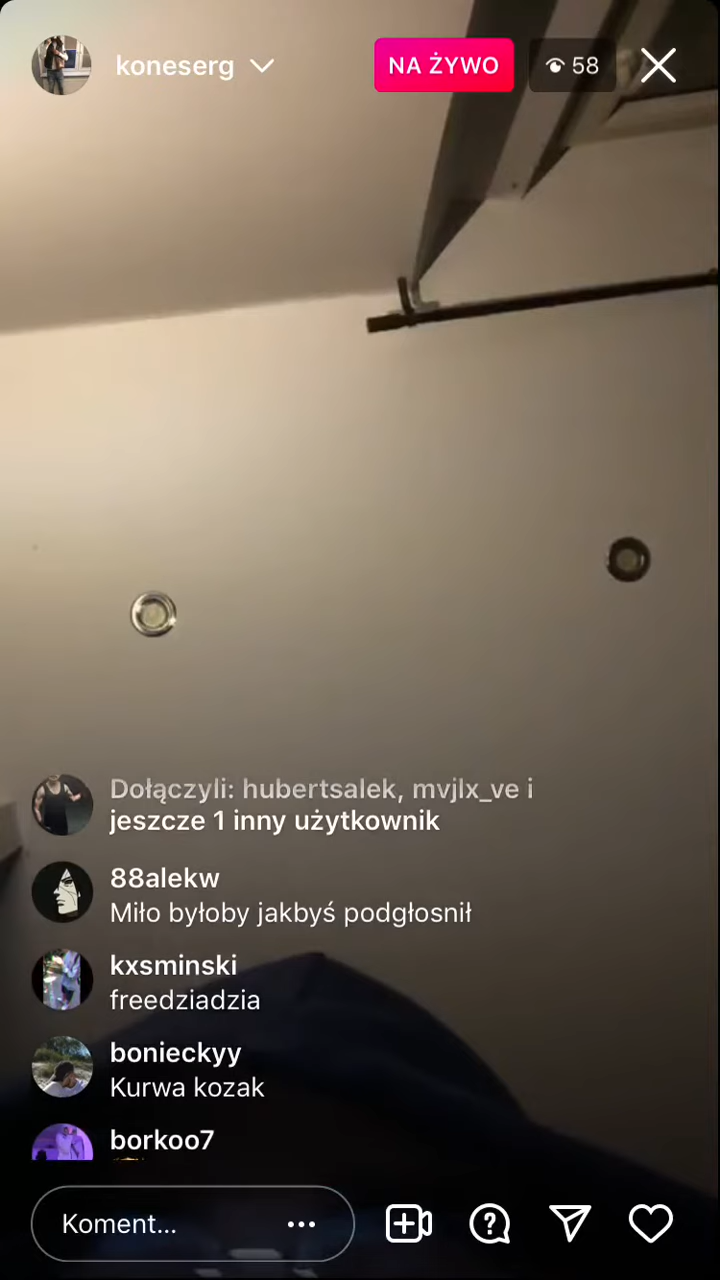 koneserg
NA ŻYWO
58
Dołączyli: hubertsalek, mvjlx_ve i
jeszcze 1 inny użytkownik
88alekw
Miło byłoby jakbyś podgłosnił
kxsminski
freedziadzia
bonieckyy
Kurwa kozak
borkoo7
Koment...